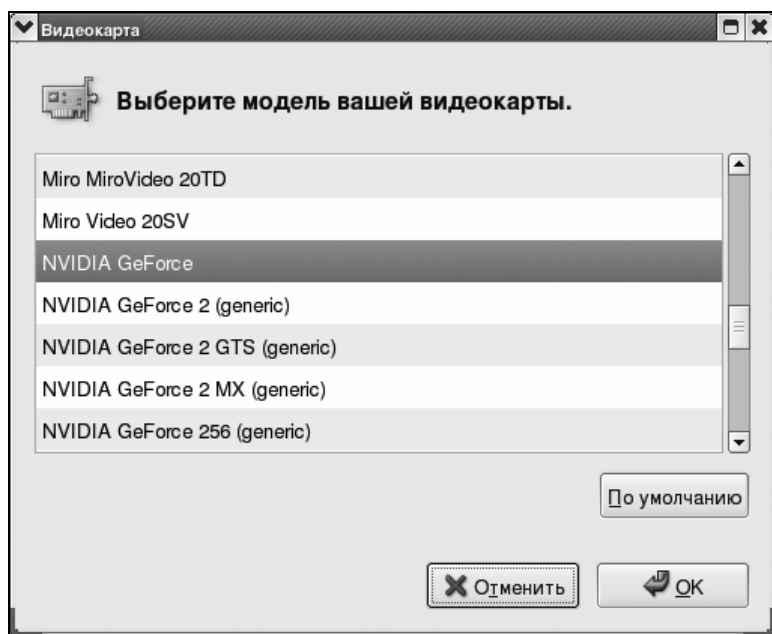 Видеокарта
Выберите модель вашей видеокарты.
Miro MiroVideo 20TD
Miro Video 20SV
NVIDIA GeForce
NVIDIA GeForce 2 (generic)
NVIDIA GeForce 2 GTS (generic)
NVIDIA GeForce 2 MX (generic)
NVIDIA GeForce 256 (generic)
По умолчанию
Отменить
OK